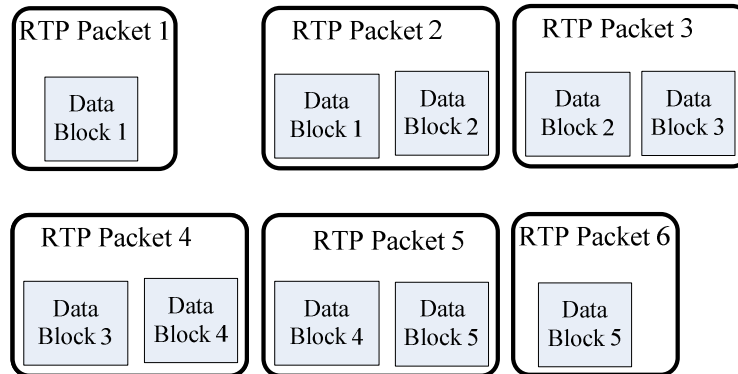 RTP Packet 1
Data
Block 1
RTP Packet 2
Data
Block 1
Data
Block 2
RTP Packet 3
Data
Block 2
Data
Block 3
RTP Packet 4
Data
Block 3
Data
Block 4
RTP Packet 5
Data
Block 4
Data
Block 5
RTP Packet 6
Data
Block 5